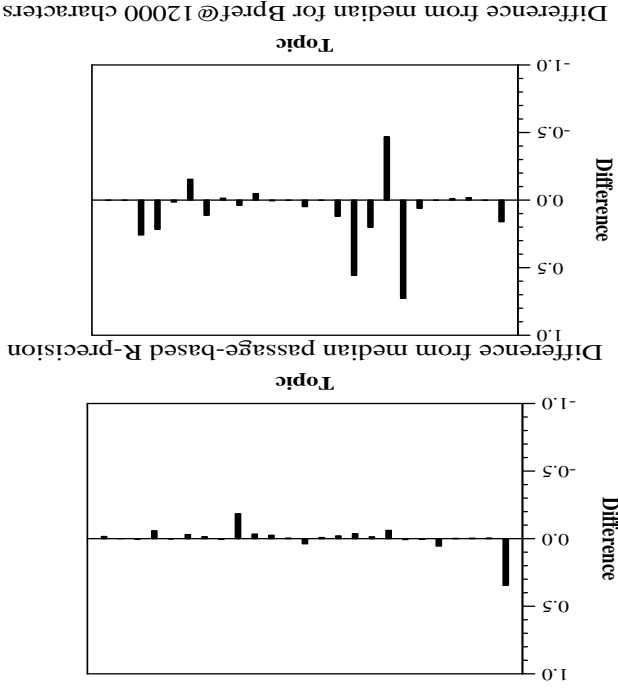 1.0
0.5
0.0
-0.5
-1.0
Difference
Topic
Difference from median passage-based R-precision
1.0
0.5
0.0
-0.5
-1.0
Difference
Topic
Difference from median for Bpref@12000 characters